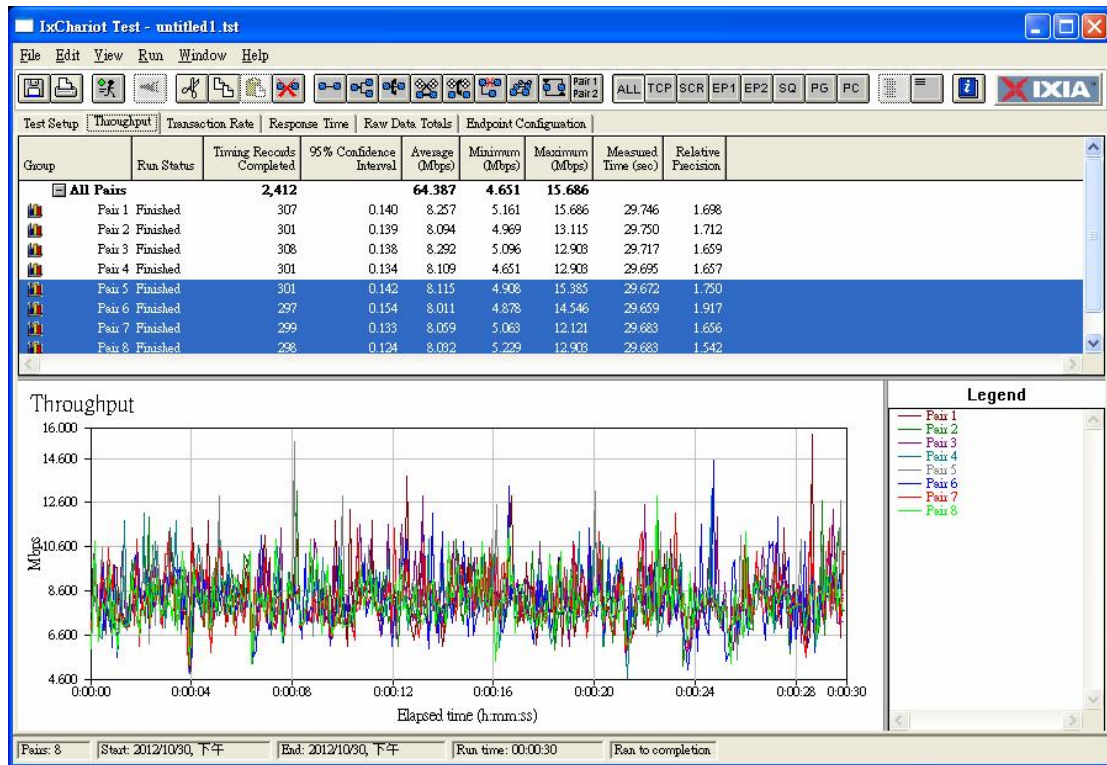 IxChariot Test - untitled1.tst
File Edit View Run Window Help
Pair 1
Pair 2
ALL TCP SCR EP1 EP2 SQ PG PC
IXIA
Test Setup Throughput Transaction Rate Response Time Raw Data Totals Endpoint Configuration
Group Run Status Timing Records Completed 95% Confidence Interval Average (Mbps) Minimum (Mbps) Maximum (Mbps) Measured Time (sec) Relative Precision
All Pairs 2,412 64.387 4.651 15.686
Pair 1 Finished 307 0.140 8.257 5.161 15.686 29.746 1.698
Pair 2 Finished 301 0.139 8.094 4.969 13.115 29.750 1.712
Pair 3 Finished 308 0.138 8.292 5.096 12.903 29.717 1.659
Pair 4 Finished 301 0.134 8.109 4.651 12.903 29.695 1.657
Pair 5 Finished 301 0.142 8.115 4.908 15.385 29.672 1.750
Pair 6 Finished 297 0.154 8.011 4.878 14.546 29.659 1.917
Pair 7 Finished 299 0.133 8.059 5.063 12.121 29.683 1.656
Pair 8 Finished 298 0.124 8.032 5.229 12.903 29.683 1.542
Throughput
16.000
14.600
12.600
10.600
8.600
6.600
4.600
Mbps
0:00:00 0:00:04 0:00:08 0:00:12 0:00:16 0:00:20 0:00:24 0:00:28 0:00:30
Elapsed time (h:mm:ss)
Legend
Pair 1
Pair 2
Pair 3
Pair 4
Pair 5
Pair 6
Pair 7
Pair 8
Pairs: 8 Start: 2012/10/30, 下午 End: 2012/10/30, 下午 Run time: 00:00:30 Ran to completion